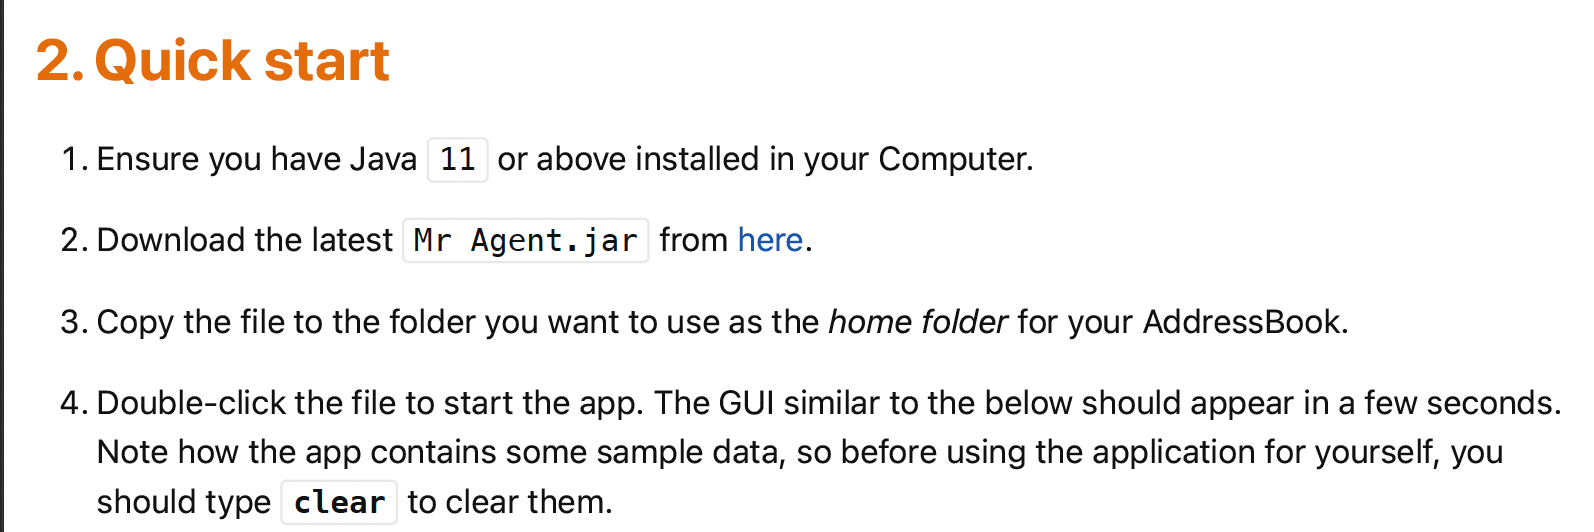 2. Quick start
1. Ensure you have Java 11 or above installed in your Computer.
2. Download the latest Mr Agent.jar from here.
3. Copy the file to the folder you want to use as the home folder for your AddressBook.
4. Double-click the file to start the app. The GUI similar to the below should appear in a few seconds.
Note how the app contains some sample data, so before using the application for yourself, you
should type clear to clear them.